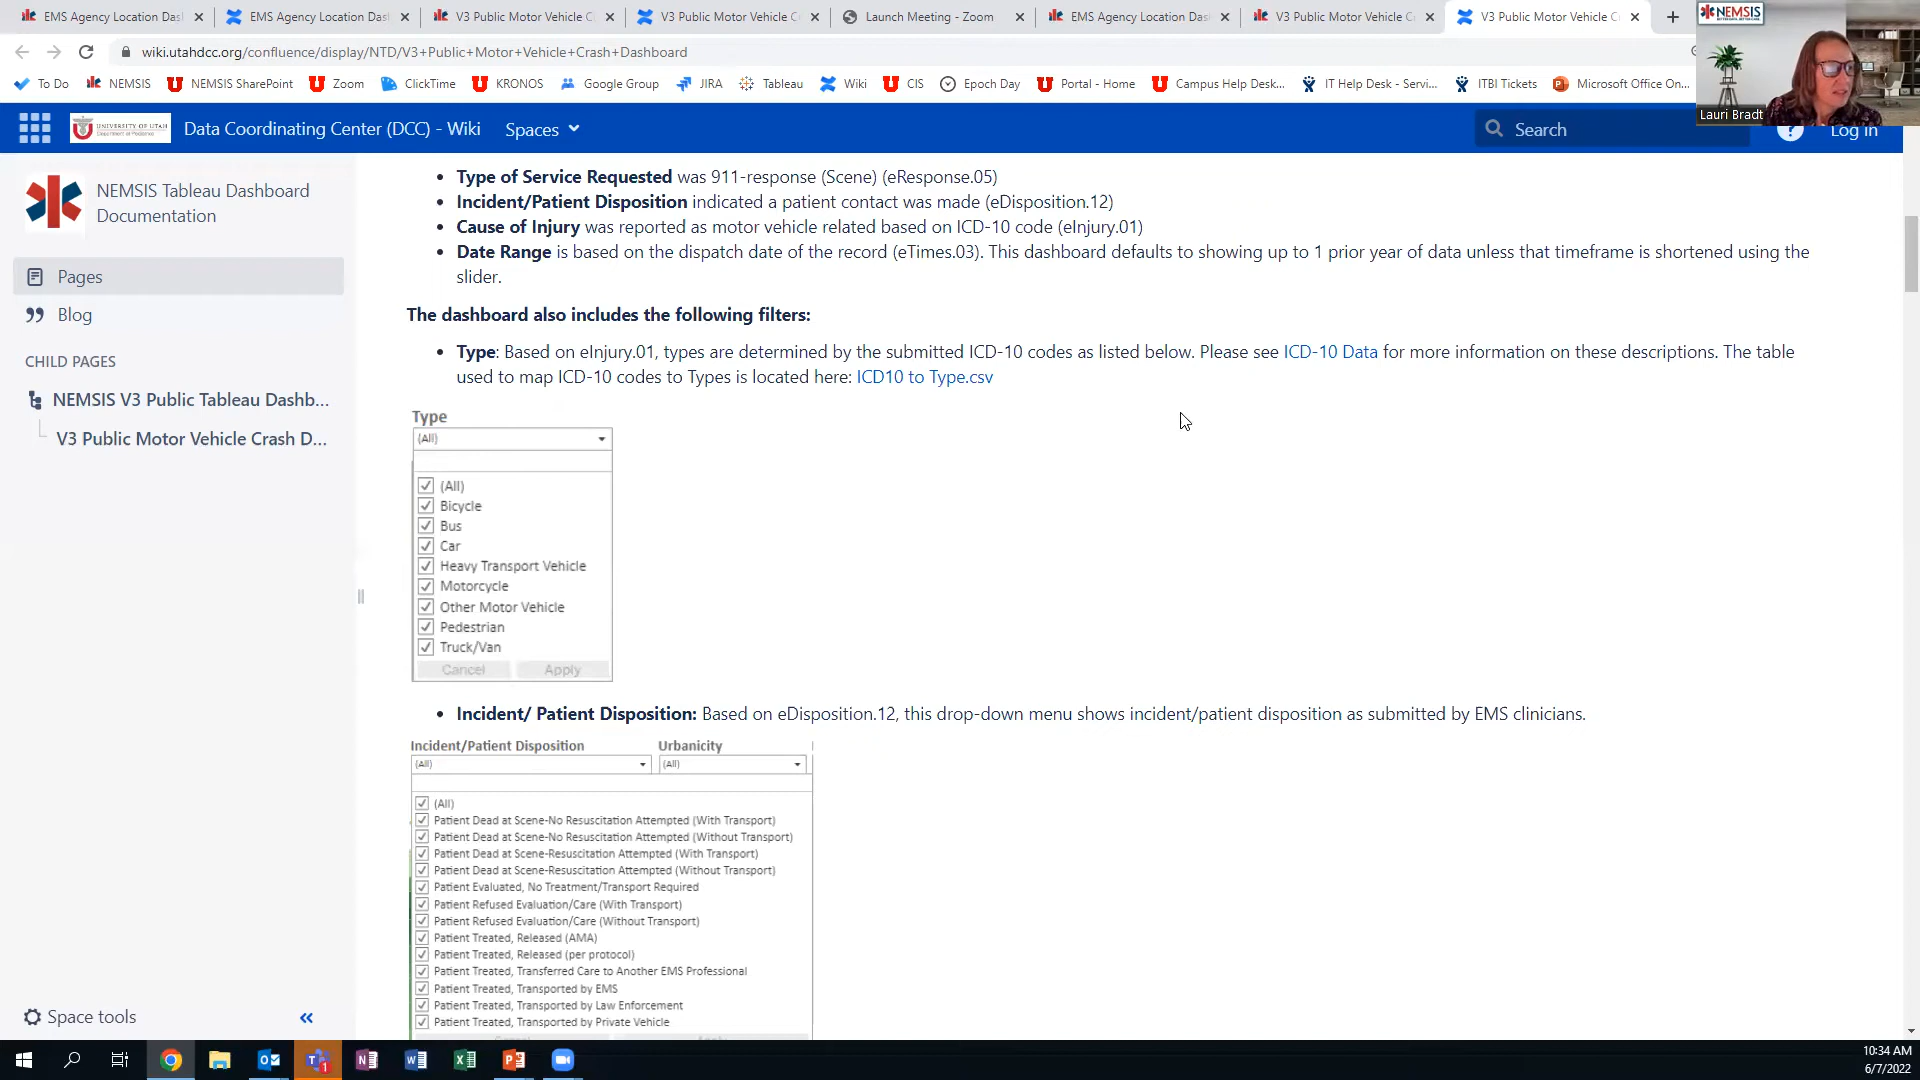 EMS Agency Location Das
EMS Agency Location Das
V3 Public Motor Vehicle C
V3 Public Motor Vehicle C
Launch Meeting - Zoom
EMS Agency Location Das
V3 Public Motor Vehicle C
V3 Public Motor Vehicle C
NEMSIS
wiki.utahdcc.org/confluence/display/NTD/V3+Public+Motor+Vehicle+Crash+Dashboard
To Do
NEMSIS
NEMSIS SharePoint
Zoom
ClickTime
KRONOS
Google Group
JIRA
Tableau
Wiki
CIS
Epoch Day
Portal - Home
Campus Help Desk...
IT Help Desk - Servi...
ITBI Tickets
Microsoft Office On...
Lauri Bradt
UNIVERSITY OF UTAH
Data Coordinating Center (DCC) - Wiki
Spaces
Search
Log in
NEMSIS Tableau Dashboard
Documentation
Pages
Blog
CHILD PAGES
NEMSIS V3 Public Tableau Dashb...
V3 Public Motor Vehicle Crash D...
Space tools
• Type of Service Requested was 911-response (Scene) (eResponse.05)
• Incident/Patient Disposition indicated a patient contact was made (eDisposition.12)
• Cause of Injury was reported as motor vehicle related based on ICD-10 code (eInjury.01)
• Date Range is based on the dispatch date of the record (eTimes.03). This dashboard defaults to showing up to 1 prior year of data unless that timeframe is shortened using the
slider.
The dashboard also includes the following filters:
• Type: Based on eInjury.01, types are determined by the submitted ICD-10 codes as listed below. Please see ICD-10 Data for more information on these descriptions. The table
used to map ICD-10 codes to Types is located here: ICD10 to Type.csv
Type
(All)
(All)
Bicycle
Bus
Car
Heavy Transport Vehicle
Motorcycle
Other Motor Vehicle
Pedestrian
Truck/Van
Cancel Apply
• Incident/ Patient Disposition: Based on eDisposition.12, this drop-down menu shows incident/patient disposition as submitted by EMS clinicians.
Incident/Patient Disposition Urbanicity
(All) (All)
(All)
Patient Dead at Scene-No Resuscitation Attempted (With Transport)
Patient Dead at Scene-No Resuscitation Attempted (Without Transport)
Patient Dead at Scene-Resuscitation Attempted (With Transport)
Patient Dead at Scene-Resuscitation Attempted (Without Transport)
Patient Evaluated, No Treatment/Transport Required
Patient Refused Evaluation/Care (With Transport)
Patient Refused Evaluation/Care (Without Transport)
Patient Treated, Released (AMA)
Patient Treated, Released (per protocol)
Patient Treated, Transferred Care to Another EMS Professional
Patient Treated, Transported by EMS
Patient Treated, Transported by Law Enforcement
Patient Treated, Transported by Private Vehicle
10:34 AM
6/7/2022